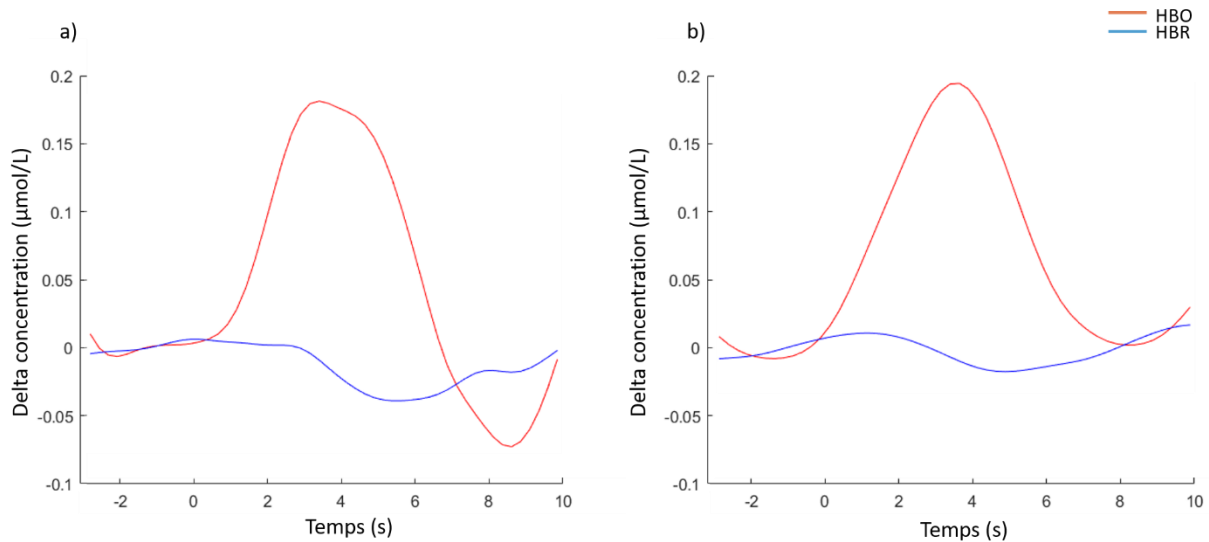 a)
b)
HBO
HBR
Delta concentration (µmol/L)
0.2
0.15
0.1
0.05
0
-0.05
-0.1
-2 0 2 4 6 8 10
Temps (s)
Delta concentration (µmol/L)
0.2
0.15
0.1
0.05
0
-0.05
-0.1
-2 0 2 4 6 8 10
Temps (s)